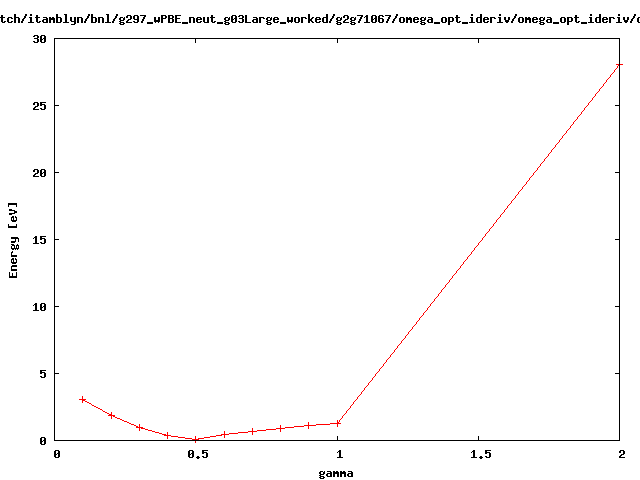 tch/itamblyn/bnl/g297_wPBE_neut_g03Large_worked/g2g71067/omega_opt_ideriv/omega_opt_ideriv/
30
25
20
15
10
5
0
Energy [eV]
0 0.5 1 1.5 2
gamma